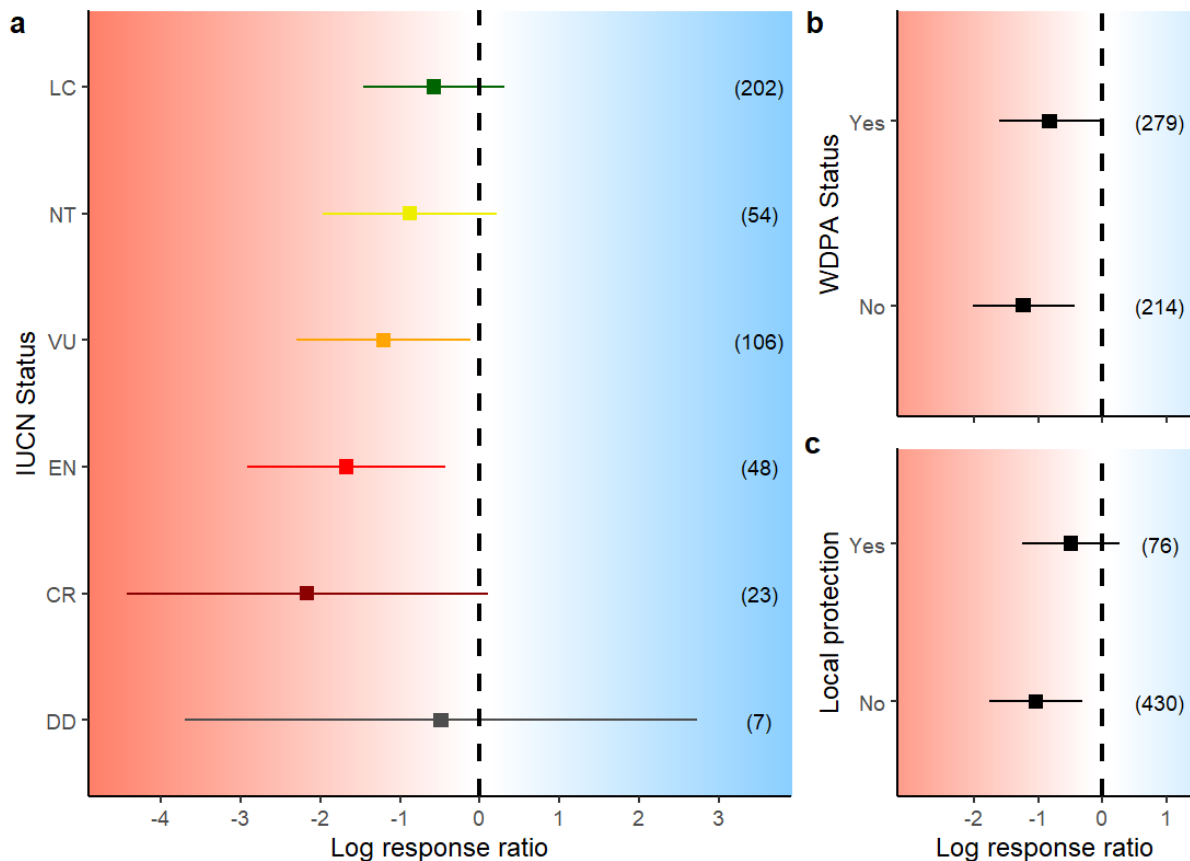 a
IUCN Status
LC
(202)
NT
(54)
VU
(106)
EN
(48)
CR
(23)
DD
(7)
-4 -3 -2 -1 0 1 2 3
Log response ratio
b
WDPA Status
Yes
(279)
No
(214)
c
Local protection
Yes
(76)
No
(430)
-2 -1 0 1
Log response ratio